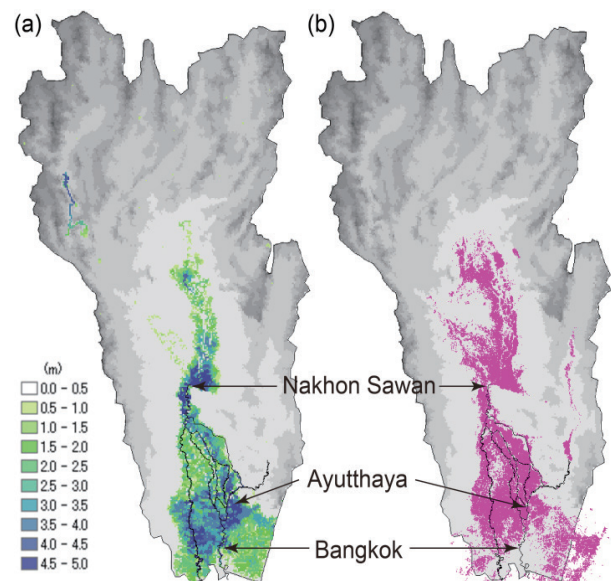 (a)
(b)
(m)
0.0 - 0.5
0.5 - 1.0
1.0 - 1.5
1.5 - 2.0
2.0 - 2.5
2.5 - 3.0
3.0 - 3.5
3.5 - 4.0
4.0 - 4.5
4.5 - 5.0
Nakhon Sawan
Ayutthaya
Bangkok